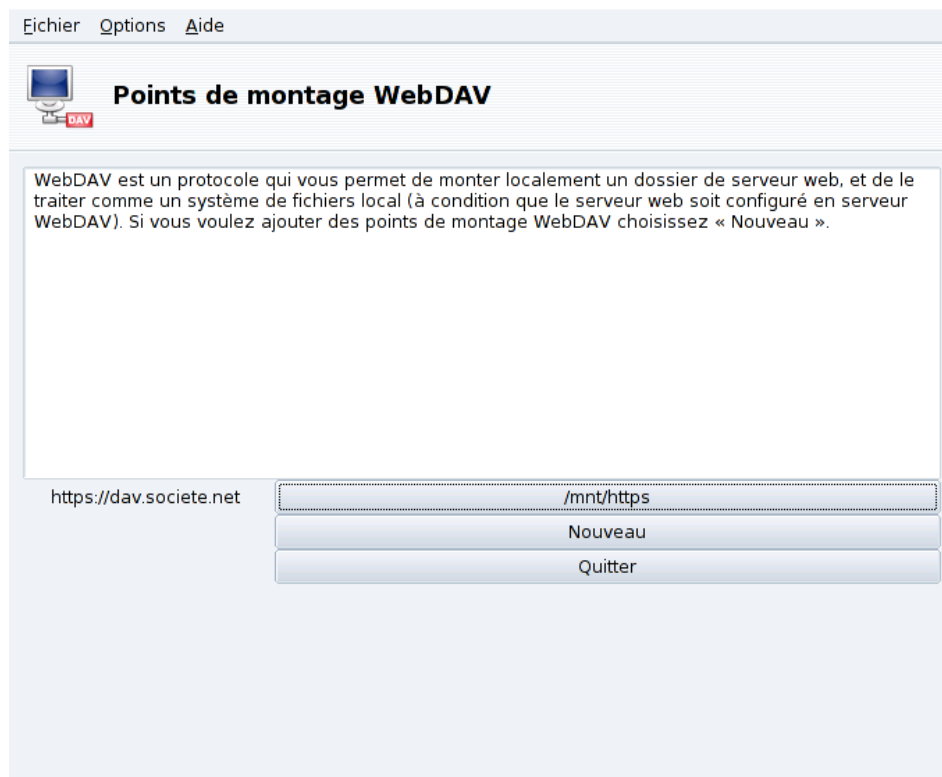 Fichier Options Aide
DAV
Points de montage WebDAV
WebDAV est un protocole qui vous permet de monter localement un dossier de serveur web, et de le
traiter comme un système de fichiers local (à condition que le serveur web soit configuré en serveur
WebDAV). Si vous voulez ajouter des points de montage WebDAV choisissez « Nouveau ».
https://dav.societe.net /mnt/https
Nouveau
Quitter